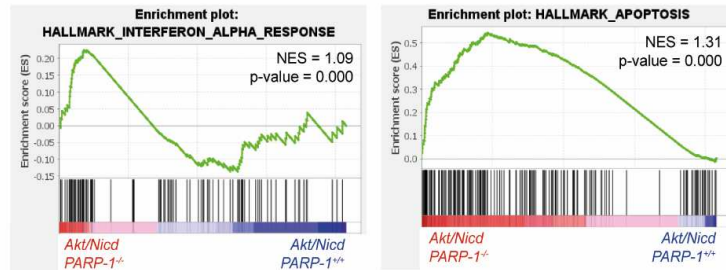 Enrichment plot:
HALLMARK_INTERFERON_ALPHA_RESPONSE
NES = 1.09
p-value = 0.000
Enrichment score (ES)
0.20
0.15
0.10
0.05
0.00
-0.05
-0.10
-0.15
Akt/Nicd
PARP-1-/-
Akt/Nicd
PARP-1+/+
Enrichment plot: HALLMARK_APOPTOSIS
NES = 1.31
p-value = 0.000
Enrichment score (ES)
0.5
0.4
0.3
0.2
0.1
0.0
Akt/Nicd
PARP-1-/-
Akt/Nicd
PARP-1+/+